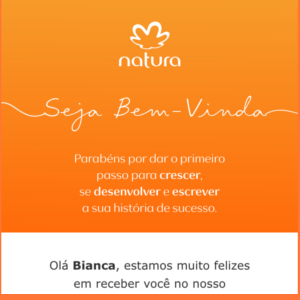 natura
Seja Bem-Vinda
Parabéns por dar o primeiro
passo para crescer,
se desenvolver e escrever
a sua história de sucesso.
Olá Bianca, estamos muito felizes
em receber você no nosso